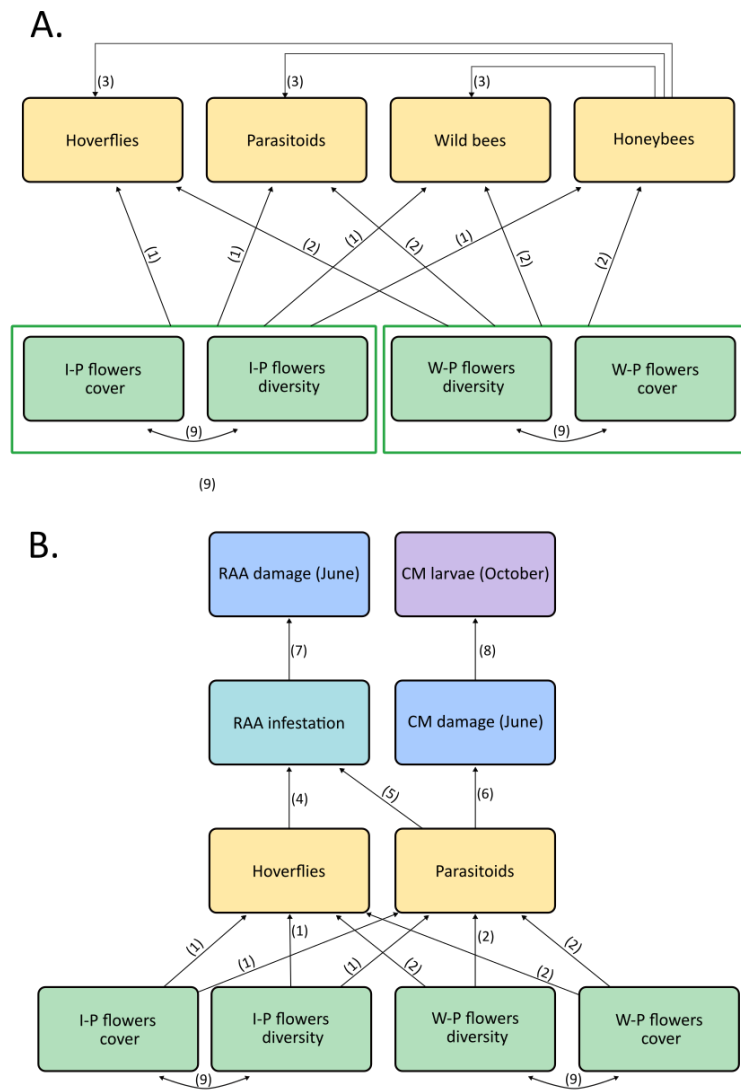 A.
(3)
(3)
(3)
Hoverflies
Parasitoids
Wild bees
Honeybees
(1)
(1)
(2)
(1)
(2)
(1)
(2)
(2)
I-P flowers
cover
I-P flowers
diversity
W-P flowers
diversity
W-P flowers
cover
(9)
(9)
(9)
B.
RAA damage (June)
CM larvae (October)
(7)
(8)
RAA infestation
CM damage (June)
(4)
(5)
(6)
Hoverflies
Parasitoids
(1)
(1)
(1)
(1)
(2)
(2)
(2)
(2)
I-P flowers
cover
I-P flowers
diversity
W-P flowers
diversity
W-P flowers
cover
(9)
(9)